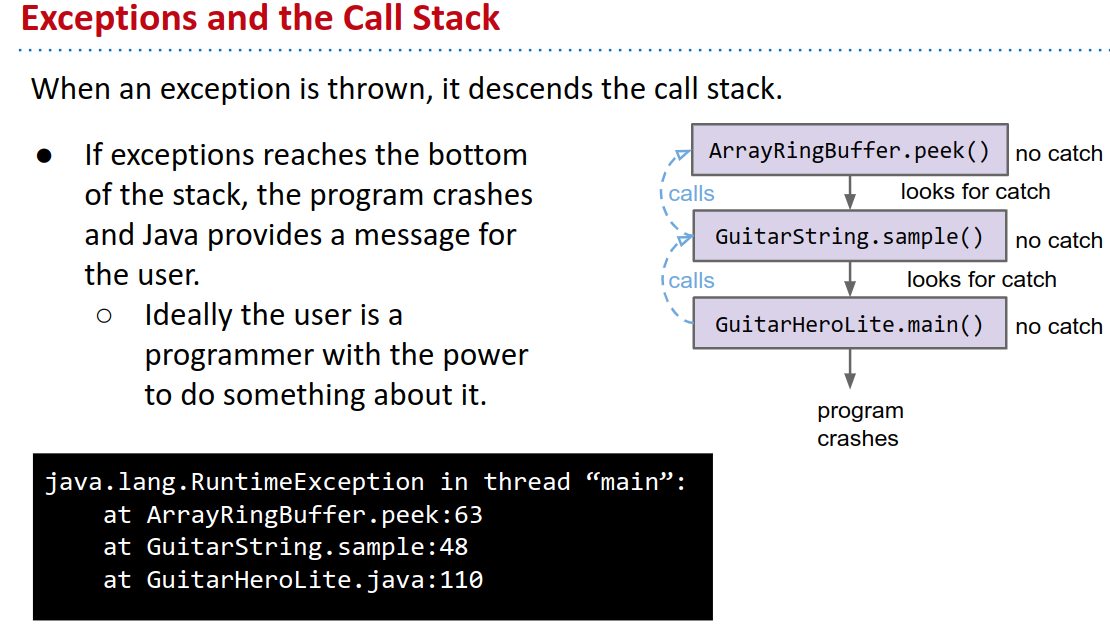 Exceptions and the Call Stack
When an exception is thrown, it descends the call stack.
● If exceptions reaches the bottom
of the stack, the program crashes
and Java provides a message for
the user.
○ Ideally the user is a
programmer with the power
to do something about it.
ArrayRingBuffer.peek() no catch
calls looks for catch
GuitarString.sample() no catch
calls looks for catch
GuitarHeroLite.main() no catch
program
crashes
java.lang.RuntimeException in thread “main”:
at ArrayRingBuffer.peek:63
at GuitarString.sample:48
at GuitarHeroLite.java:110